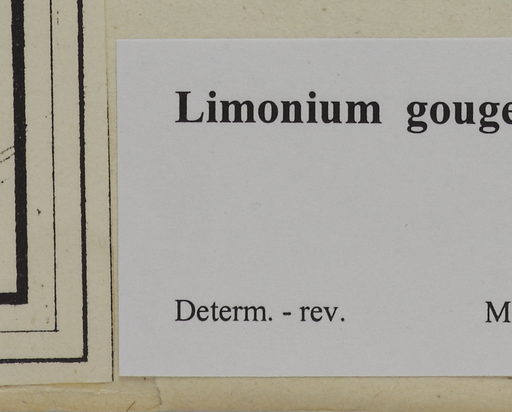 Limonium gouge
Determ. - rev. M